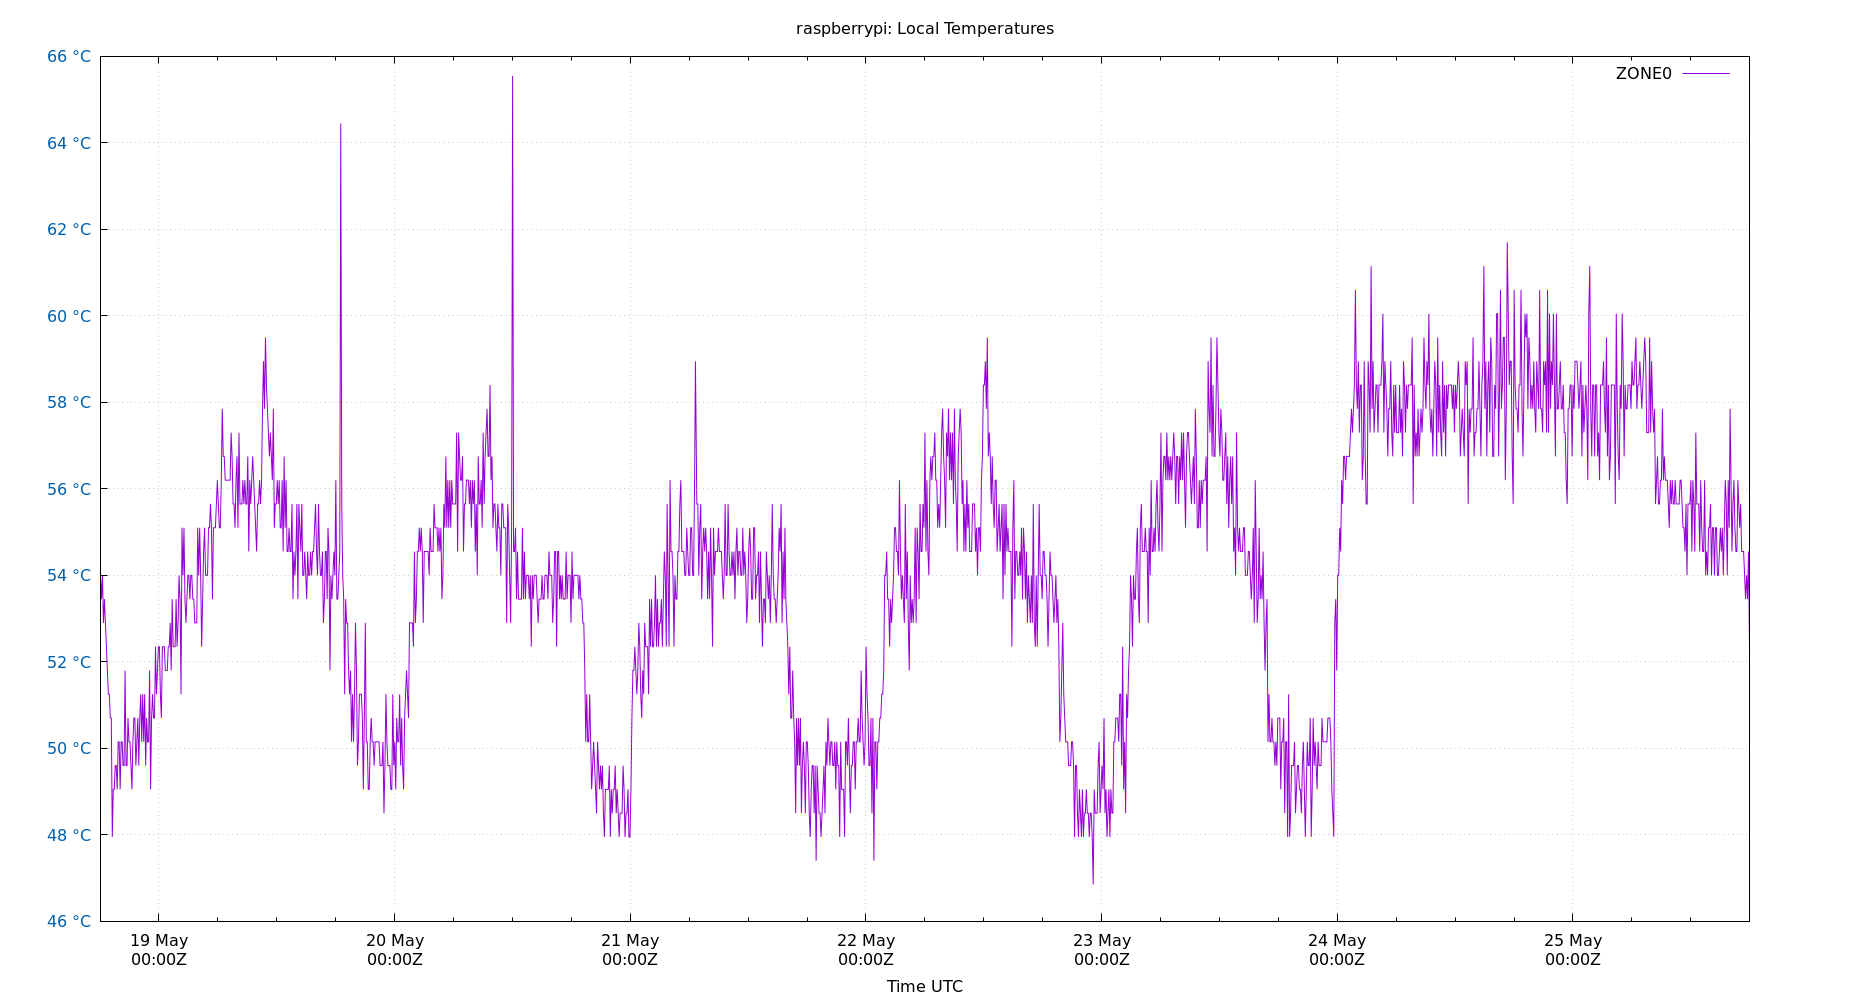 raspberrypi: Local Temperatures
66 °C
ZONE0
64 °C
62 °C
60 °C
58 °C
56 °C
54 °C
52 °C
50 °C
48 °C
46 °C
19 May 20 May 21 May 22 May 23 May 24 May 25 May
00:00Z 00:00Z 00:00Z 00:00Z 00:00Z 00:00Z 00:00Z
Time UTC